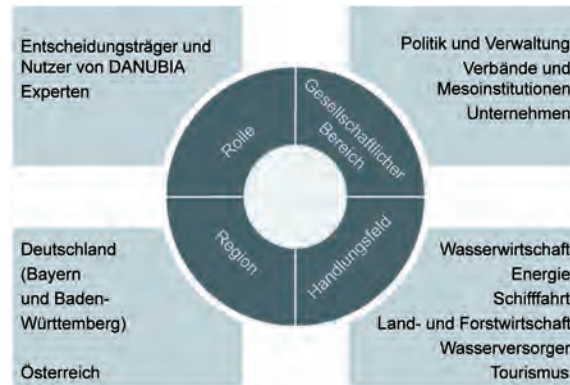 Entscheidungsträger und
Nutzer von DANUBIA
Experten
Politik und Verwaltung
Verbände und
Mesoinstitutionen
Unternehmen
Rolle
Gesellschaftlicher
Bereich
Region
Handlungsfeld
Deutschland
(Bayern
und Baden-
Württemberg)
Österreich
Wasserwirtschaft
Energie
Schifffahrt
Land- und Forstwirtschaft
Wasserversorger
Tourismus